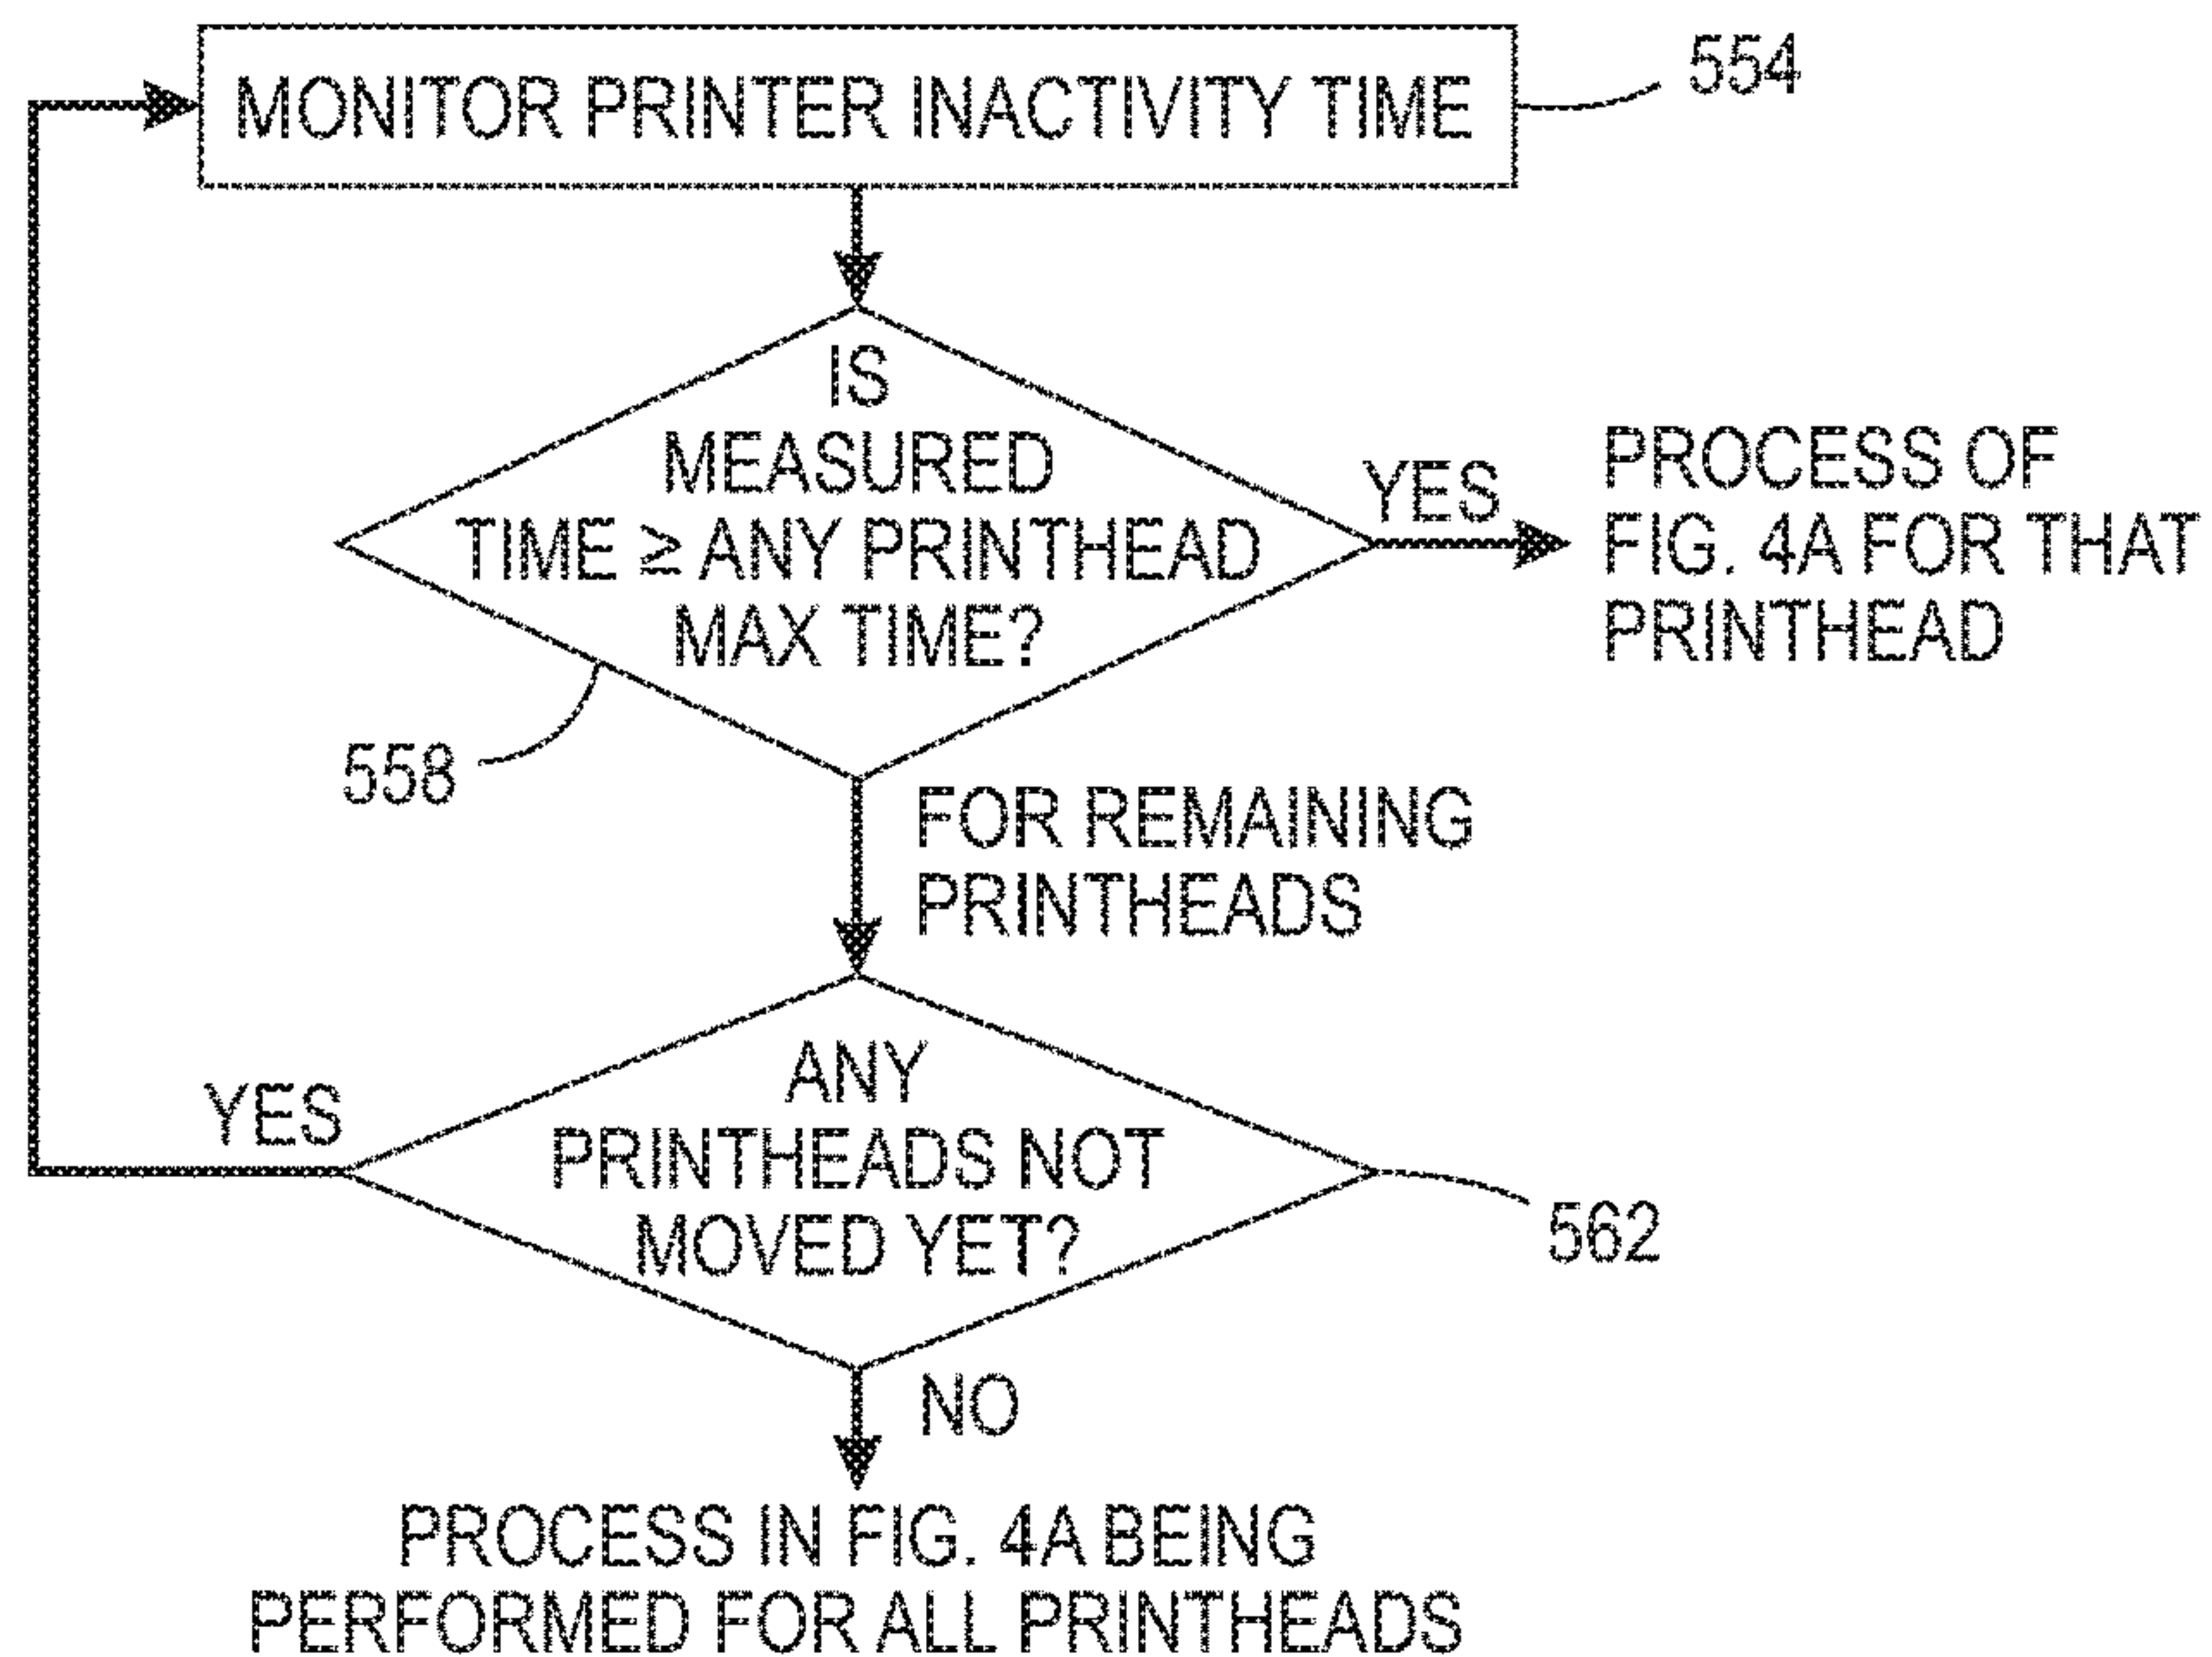 MONITOR PRINTER INACTIVITY TIME
554
IS
MEASURED
TIME ≥ ANY PRINTHEAD
MAX TIME?
YES
PROCESS OF
FIG. 4A FOR THAT
PRINTHEAD
558
FOR REMAINING
PRINTHEADS
ANY
PRINTHEADS NOT
MOVED YET?
YES
562
NO
PROCESS IN FIG. 4A BEING
PERFORMED FOR ALL PRINTHEADS